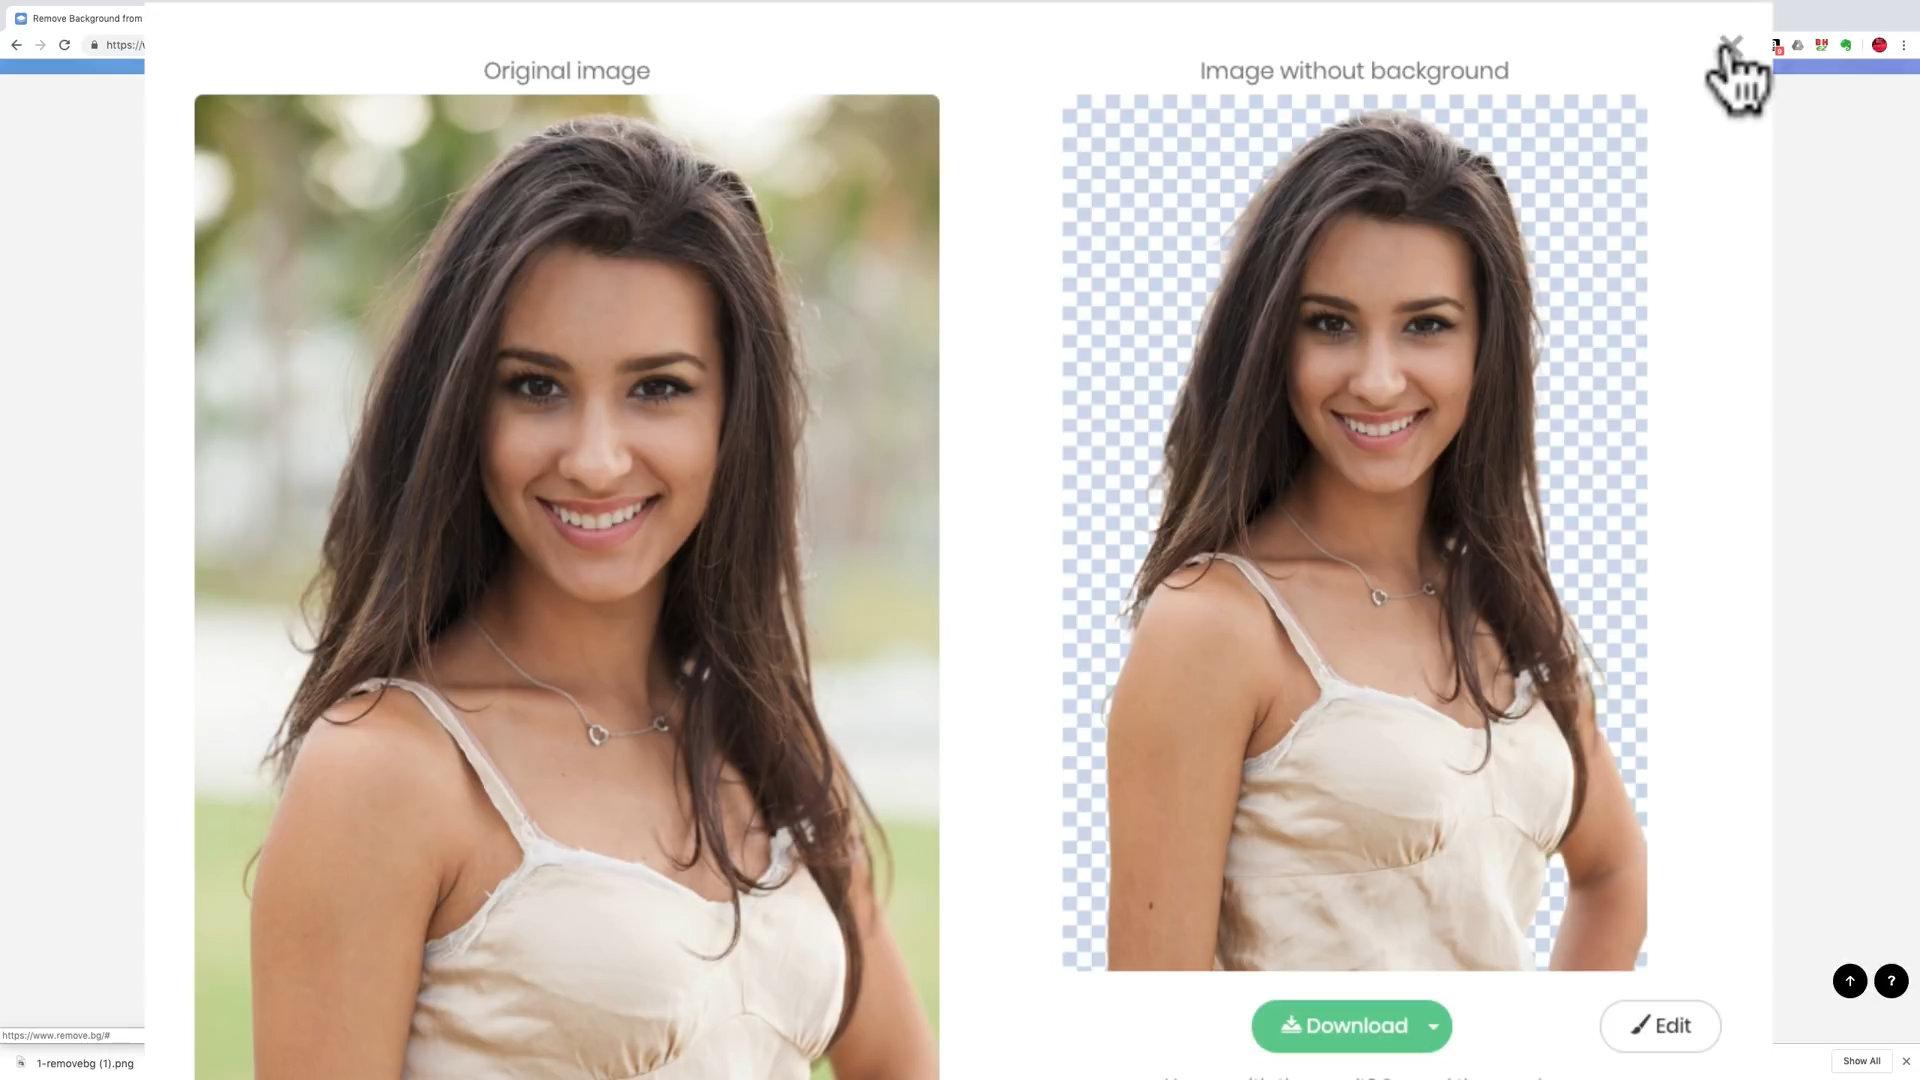 Remove Background from
https://
Original image
Image without background
Download
Edit
https://www.remove.bg/#
1-removebg (1).png
Show All